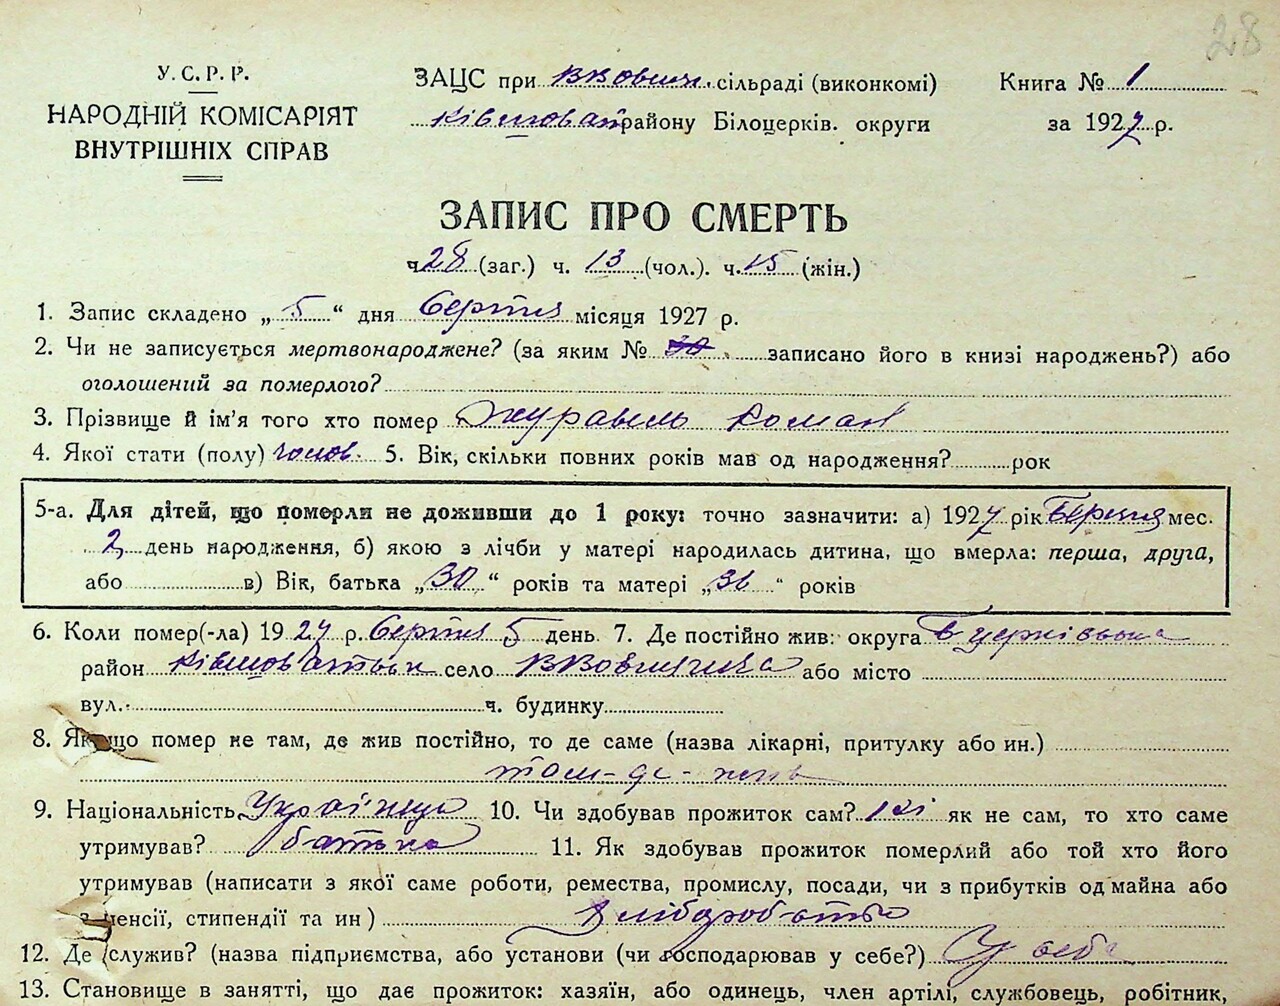 28
У. С. Р. Р.
НАРОДНІЙ КОМІСАРІЯТ
ВНУТРІШНІХ СПРАВ
ЗАЦС при сільраді (виконкомі)
району Білоцерків. округи
Книга № 1
за 1927 р.
ЗАПИС ПРО СМЕРТЬ
ч 28 (заг.) ч. 13 (чол.). ч. 15 (жін.)
1. Запис складено „ 5 “ дня березня місяця 1927 р.
2. Чи не записується мертвонароджене? (за яким № 30 записано його в книзі народжень?) або
оголошений за померлого?
3. Прізвище й ім'я того хто помер Журавель Роман
4. Якої стати (полу) чолов. 5. Вік, скільки повних років мав од народження? рок
5-а. Для дітей, що померли не доживши до 1 року: точно зазначити: а) 1927 рік Березня мес.
2 день народження, б) якою з лічби у матері народилась дитина, що вмерла: перша, друга,
або в) Вік, батька „30“ років та матері „ “ років
6. Коли помер(-ла) 1927 р. березня 5 день. 7. Де постійно жив: округа Б церківська
район село або місто
вул. ч. будинку
8. Якщо помер не там, де жив постійно, то де саме (назва лікарні, притулку або ин.)
9. Національність 10. Чи здобував прожиток сам? ні як не сам, то хто саме
утримував? батько 11. Як здобував прожиток померлий або той хто його
утримував (написати з якої саме роботи, ремества, промислу, посади, чи з прибутків од майна або
з пенсії, стипендії та ин ) Хліборобство
12. Де служив? (назва підприємства, або установи (чи господарював у себе?) У себе
13. Становище в занятті, що дає прожиток: хазяїн, або одинець, член артілі, службовець, робітник,